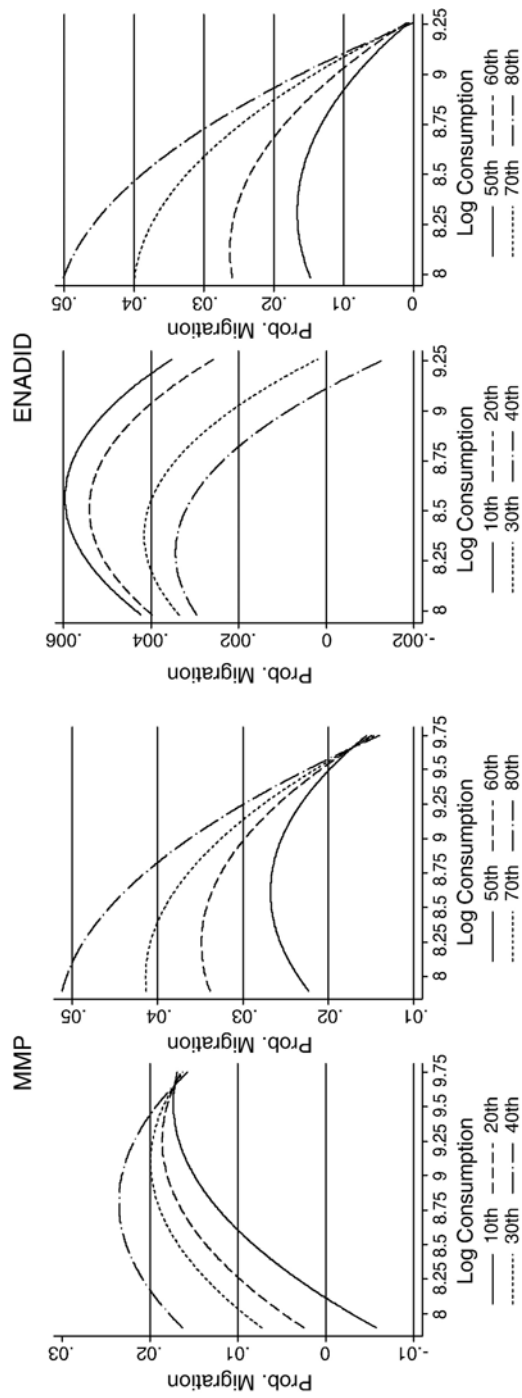 MMP
Prob. Migration
.03
.02
.01
0
-.01
8 8.25 8.5 8.75 9 9.25 9.5 9.75
Log Consumption
10th 20th
30th 40th
Prob. Migration
.05
.04
.03
.02
.01
8 8.25 8.5 8.75 9 9.25 9.5 9.75
Log Consumption
50th 60th
70th 80th
ENADID
Prob. Migration
.006
.004
.002
0
-.002
8 8.25 8.5 8.75 9 9.25
Log Consumption
10th 20th
30th 40th
Prob. Migration
.05
.04
.03
.02
.01
0
8 8.25 8.5 8.75 9 9.25
Log Consumption
50th 60th
70th 80th